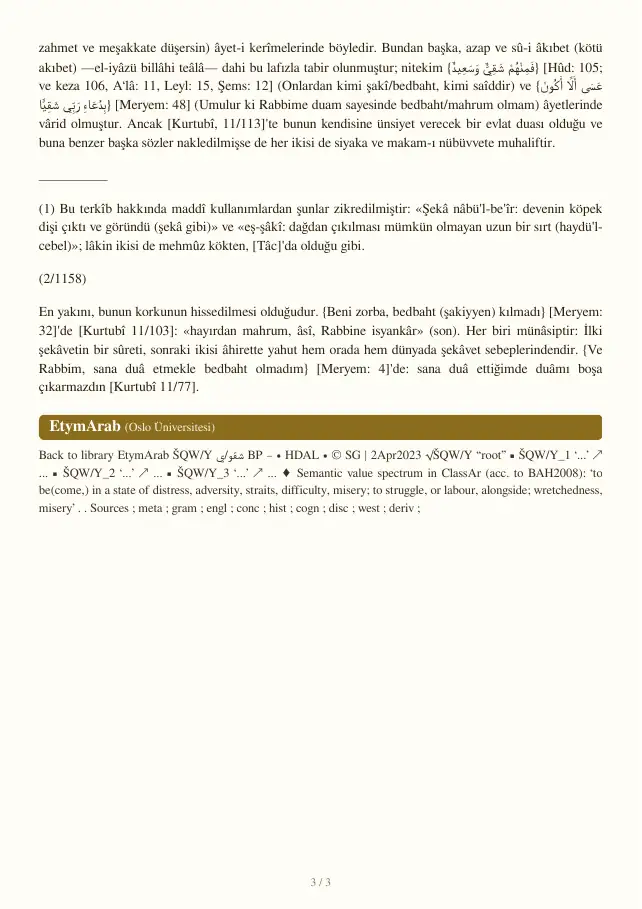 zahmet ve meşakkate düşersin) âyet-i kerîmelerinde böyledir. Bundan başka, azap ve sû-i âkıbet (kötü
akıbet) —el-iyâzü billâhi teâlâ— dahi bu lafızla tabir olunmuştur; nitekim {فَمِنْهُمْ شَقِيٌّ وَسَعِيدٌ} [Hûd: 105;
ve keza 106, A‘lâ: 11, Leyl: 15, Şems: 12] (Onlardan kimi şakî/bedbaht, kimi saîddir) ve {عَسَى أَلَّا أَكُونَ
بِدُعَاءِ رَبِّي شَقِيًّا} [Meryem: 48] (Umulur ki Rabbime duam sayesinde bedbaht/mahrum olmam) âyetlerinde
vârid olmuştur. Ancak [Kurtubî, 11/113]'te bunun kendisine ünsiyet verecek bir evlat duası olduğu ve
buna benzer başka sözler nakledilmişse de her ikisi de siyaka ve makam-ı nübüvvete muhaliftir.
___________
(1) Bu terkîb hakkında maddî kullanımlardan şunlar zikredilmiştir: «Şekâ nâbü'l-be'îr: devenin köpek
dişi çıktı ve göründü (şekâ gibi)» ve «eş-şâkî: dağdan çıkılması mümkün olmayan uzun bir sırt (haydü'l-
cebel)»; lâkin ikisi de mehmûz kökten, [Tâc]'da olduğu gibi.
(2/1158)
En yakını, bunun korkunun hissedilmesi olduğudur. {Beni zorba, bedbaht (şakiyyen) kılmadı} [Meryem:
32]'de [Kurtubî 11/103]: «hayırdan mahrum, âsî, Rabbine isyankâr» (son). Her biri münâsiptir: İlki
şekâvetin bir sûreti, sonraki ikisi âhirette yahut hem orada hem dünyada şekâvet sebeplerindendir. {Ve
Rabbim, sana duâ etmekle bedbaht olmadım} [Meryem: 4]'de: sana duâ ettiğimde duâmı boşa
çıkarmazdın [Kurtubî 11/77].
EtymArab (Oslo Üniversitesi)
Back to library EtymArab ŠQW/Y شقو/ي BP – • HDAL • © SG | 2Apr2023 √ŠQW/Y “root” ▪ ŠQW/Y_1 ‘...’ ↗
... ▪ ŠQW/Y_2 ‘...’ ↗ ... ▪ ŠQW/Y_3 ‘...’ ↗ ... ♦ Semantic value spectrum in ClassAr (acc. to BAH2008): ‘to
be(come,) in a state of distress, adversity, straits, difficulty, misery; to struggle, or labour, alongside; wretchedness,
misery’ . . Sources ; meta ; gram ; engl ; conc ; hist ; cogn ; disc ; west ; deriv ;
3 / 3